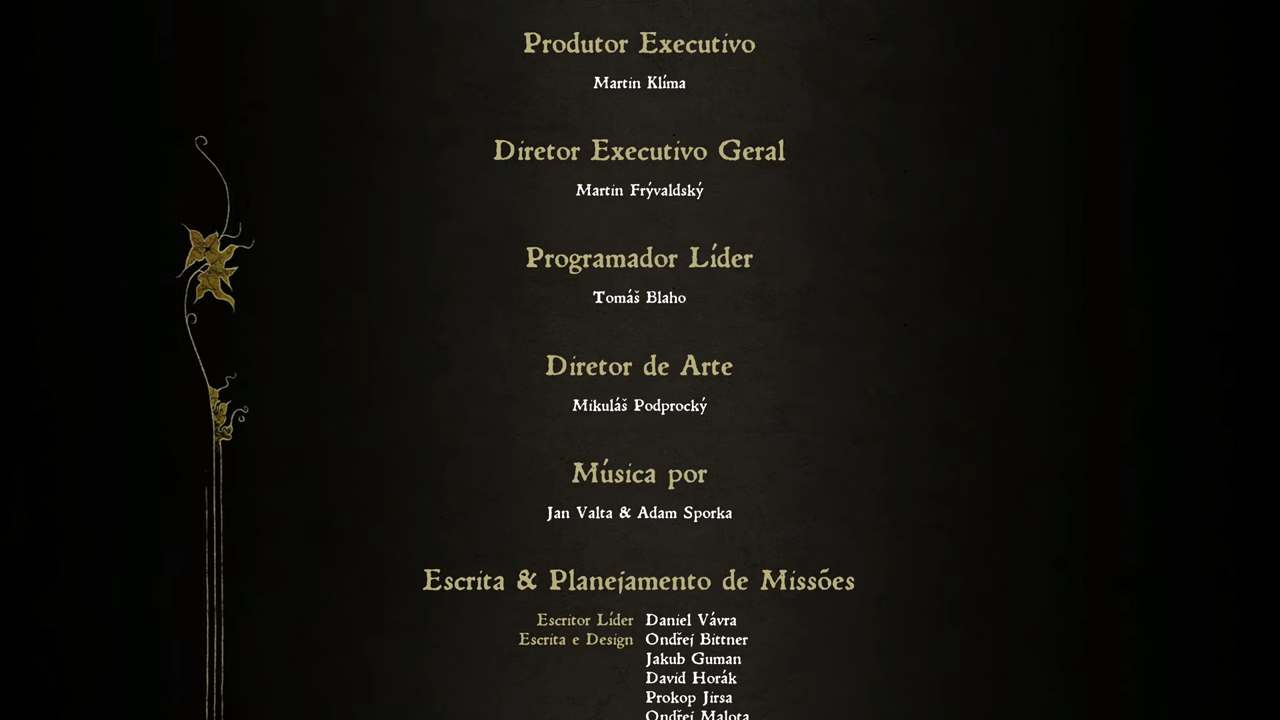 Produtor Executivo
Martin Klíma
Diretor Executivo Geral
Martin Frývaldský
Programador Líder
Tomáš Blaho
Diretor de Arte
Mikuláš Podprocký
Música por
Jan Valta & Adam Sporka
Escrita & Planejamento de Missões
Escritor Líder Daniel Vávra
Escrita e Design Ondřej Bittner
Jakub Guman
David Horák
Prokop Jirsa
Ondřej Malota